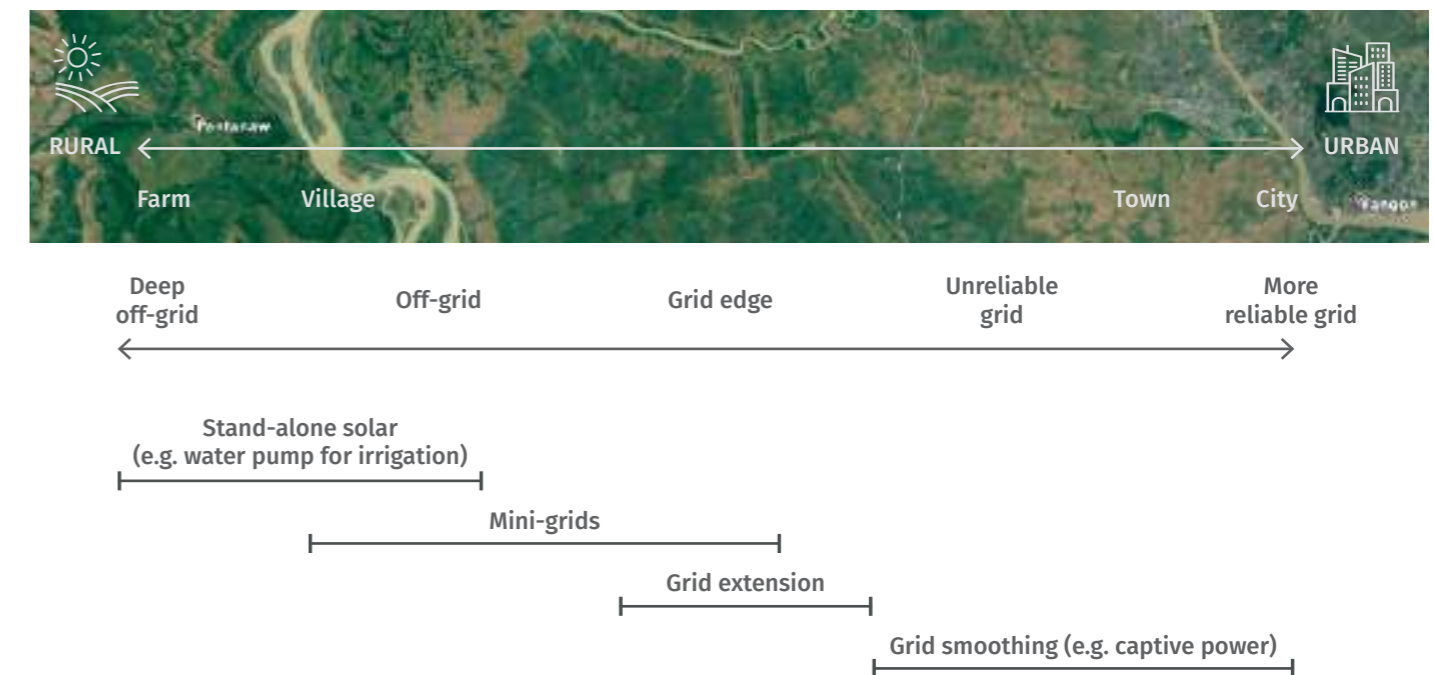 RURAL
URBAN
Farm
Village
Town
City
Yangon
Deep
off-grid
Off-grid
Grid edge
Unreliable
grid
More
reliable grid
Stand-alone solar
(e.g. water pump for irrigation)
Mini-grids
Grid extension
Grid smoothing (e.g. captive power)